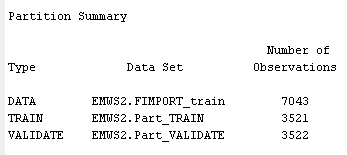 Partition Summary
Number of
Type Data Set Observations
DATA EMWS2.FIMPORT_train 7043
TRAIN EMWS2.Part_TRAIN 3521
VALIDATE EMWS2.Part_VALIDATE 3522